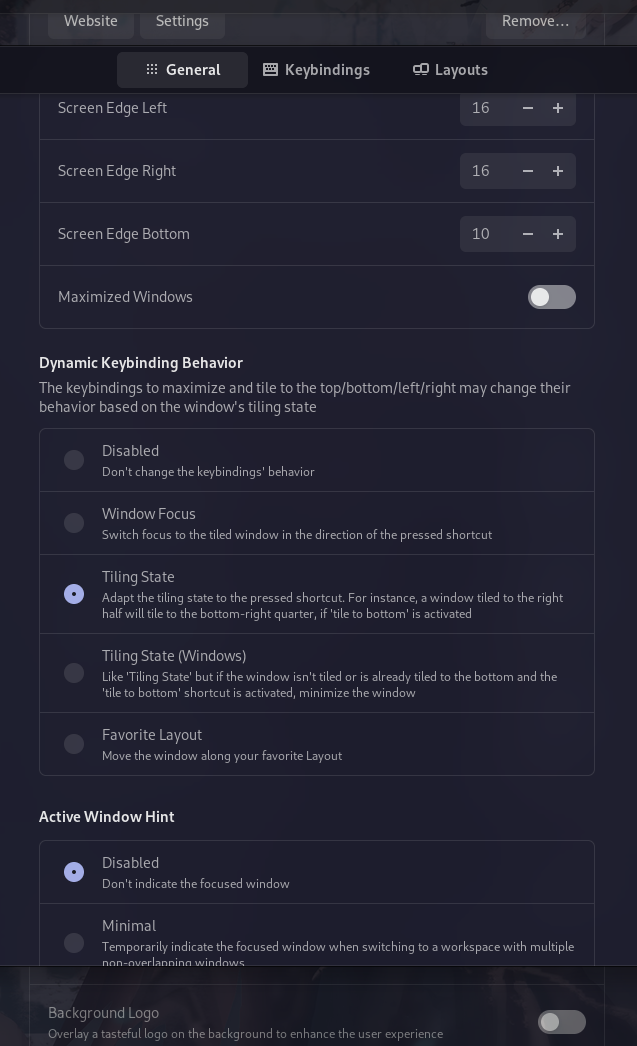 Website Settings Remove...
General Keybindings Layouts
Screen Edge Left 16
Screen Edge Right 16
Screen Edge Bottom 10
Maximized Windows
Dynamic Keybinding Behavior
The keybindings to maximize and tile to the top/bottom/left/right may change their
behavior based on the window's tiling state
Disabled
Don't change the keybindings' behavior
Window Focus
Switch focus to the tiled window in the direction of the pressed shortcut
Tiling State
Adapt the tiling state to the pressed shortcut. For instance, a window tiled to the right
half will tile to the bottom-right quarter, if 'tile to bottom' is activated
Tiling State (Windows)
Like 'Tiling State' but if the window isn't tiled or is already tiled to the bottom and the
'tile to bottom' shortcut is activated, minimize the window
Favorite Layout
Move the window along your favorite Layout
Active Window Hint
Disabled
Don't indicate the focused window
Minimal
Temporarily indicate the focused window when switching to a workspace with multiple
non-overlapping windows
Background Logo
Overlay a tasteful logo on the background to enhance the user experience